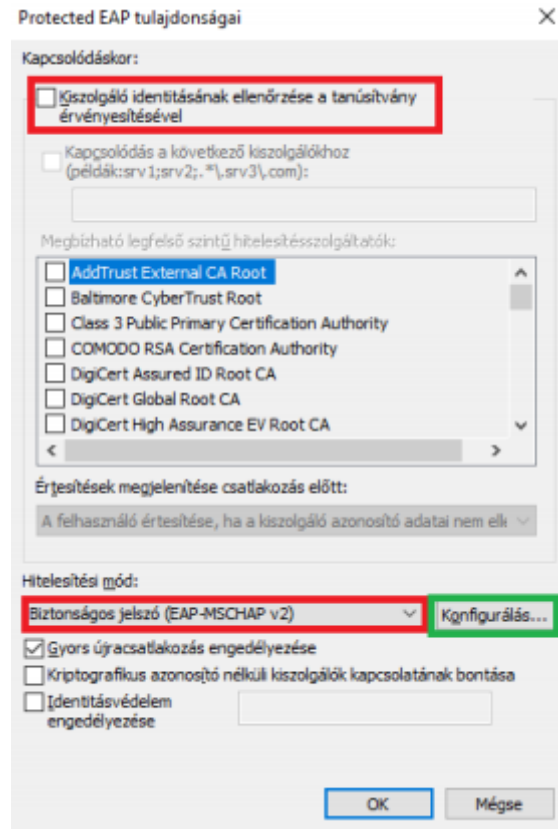 Protected EAP tulajdonságai
Kapcsolódáskor:
Kiszolgáló identitásának ellenőrzése a tanúsítvány
érvényesítésével
Kapcsolódás a következő kiszolgálókhoz
(példák:srv1;srv2;.*\.srv3\.com):
Megbízható legfelső szintű hitelesítésszolgáltatók:
AddTrust External CA Root
Baltimore CyberTrust Root
Class 3 Public Primary Certification Authority
COMODO RSA Certification Authority
DigiCert Assured ID Root CA
DigiCert Global Root CA
DigiCert High Assurance EV Root CA
Értesítések megjelenítése csatlakozás előtt:
A felhasználó értesítése, ha a kiszolgáló azonosító adatai nem elle
Hitelesítési mód:
Biztonságos jelszó (EAP-MSCHAP v2)
Konfigurálás...
Gyors újracsatlakozás engedélyezése
Kriptografikus azonosító nélküli kiszolgálók kapcsolatának bontása
Identitásvédelem
engedélyezése
OK
Mégse